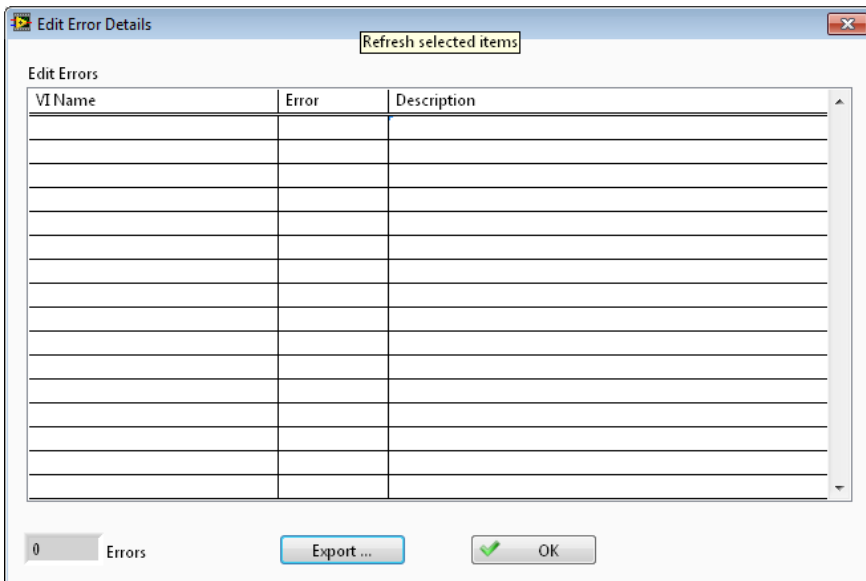 Edit Error Details
Refresh selected items
Edit Errors
VI Name Error Description
0 Errors Export ... OK